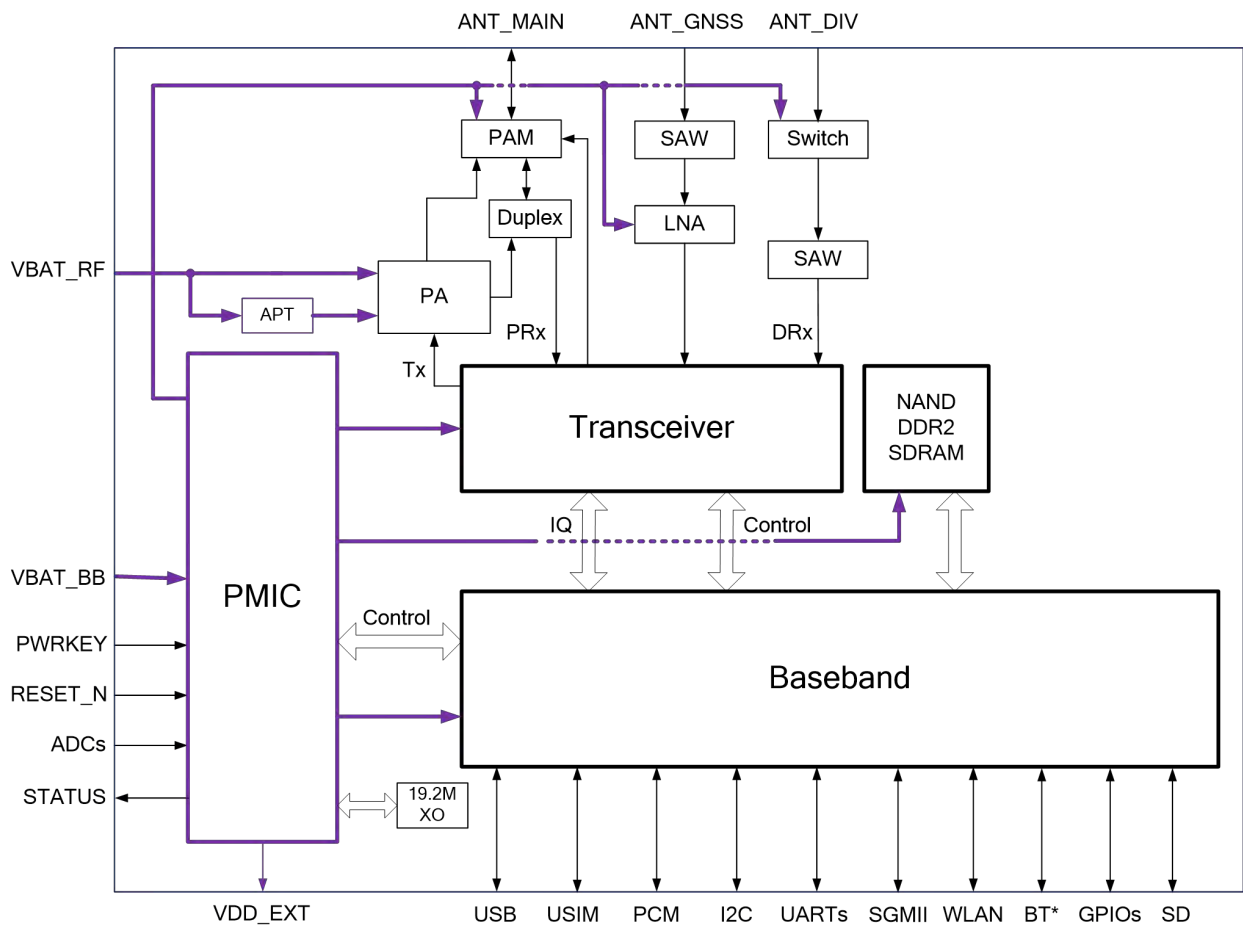 ANT_MAIN ANT_GNSS ANT_DIV
PAM SAW Switch
Duplex LNA
VBAT_RF PA SAW
APT
PRx DRx
Tx
Transceiver
NAND
DDR2
SDRAM
IQ Control
VBAT_BB
PMIC
Control
PWRKEY
Baseband
RESET_N
ADCs
STATUS
19.2M
XO
VDD_EXT USB USIM PCM I2C UARTs SGMII WLAN BT* GPIOs SD